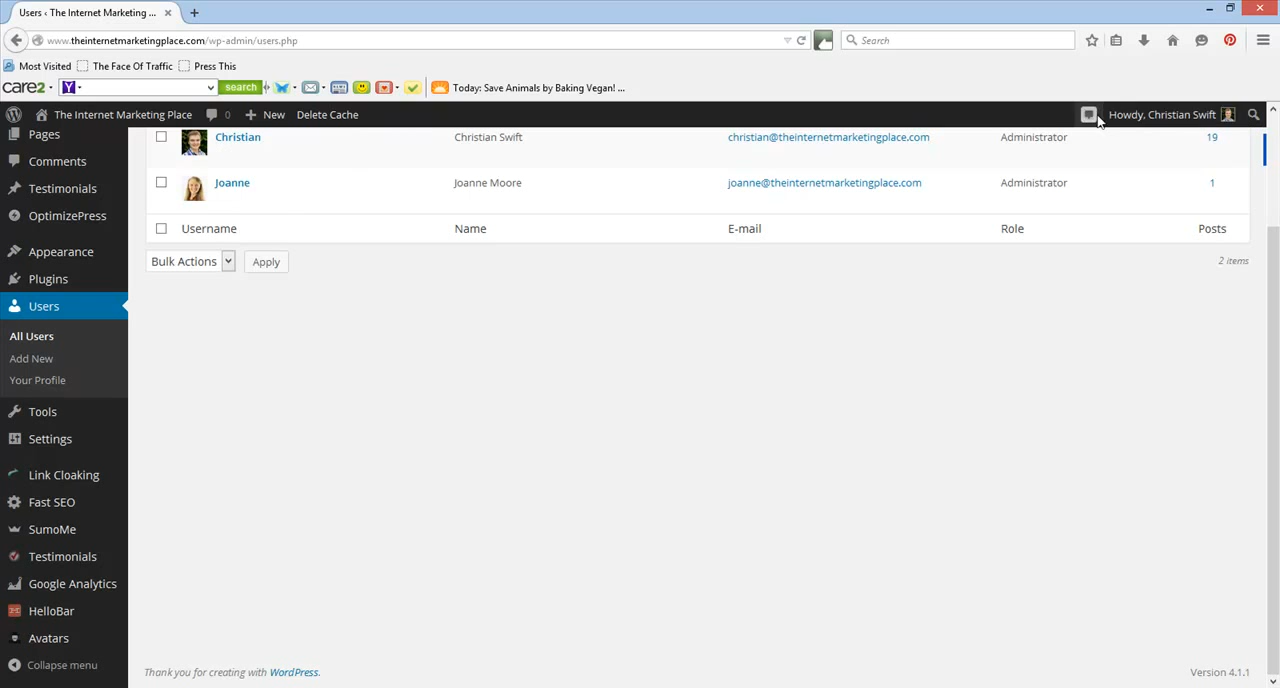 Users ‹ The Internet Marketing ...
www.theinternetmarketingplace.com/wp-admin/users.php
Search
Most Visited The Face Of Traffic Press This
care2 Y search Today: Save Animals by Baking Vegan! ...
The Internet Marketing Place 0 + New Delete Cache Howdy, Christian Swift
Pages
Comments
Testimonials
OptimizePress
Appearance
Plugins
Users
All Users
Add New
Your Profile
Tools
Settings
Link Cloaking
Fast SEO
SumoMe
Testimonials
Google Analytics
HelloBar
Avatars
Collapse menu
Christian Christian Swift christian@theinternetmarketingplace.com Administrator 19
Joanne Joanne Moore joanne@theinternetmarketingplace.com Administrator 1
Username Name E-mail Role Posts
Bulk Actions Apply 2 items
Thank you for creating with WordPress. Version 4.1.1